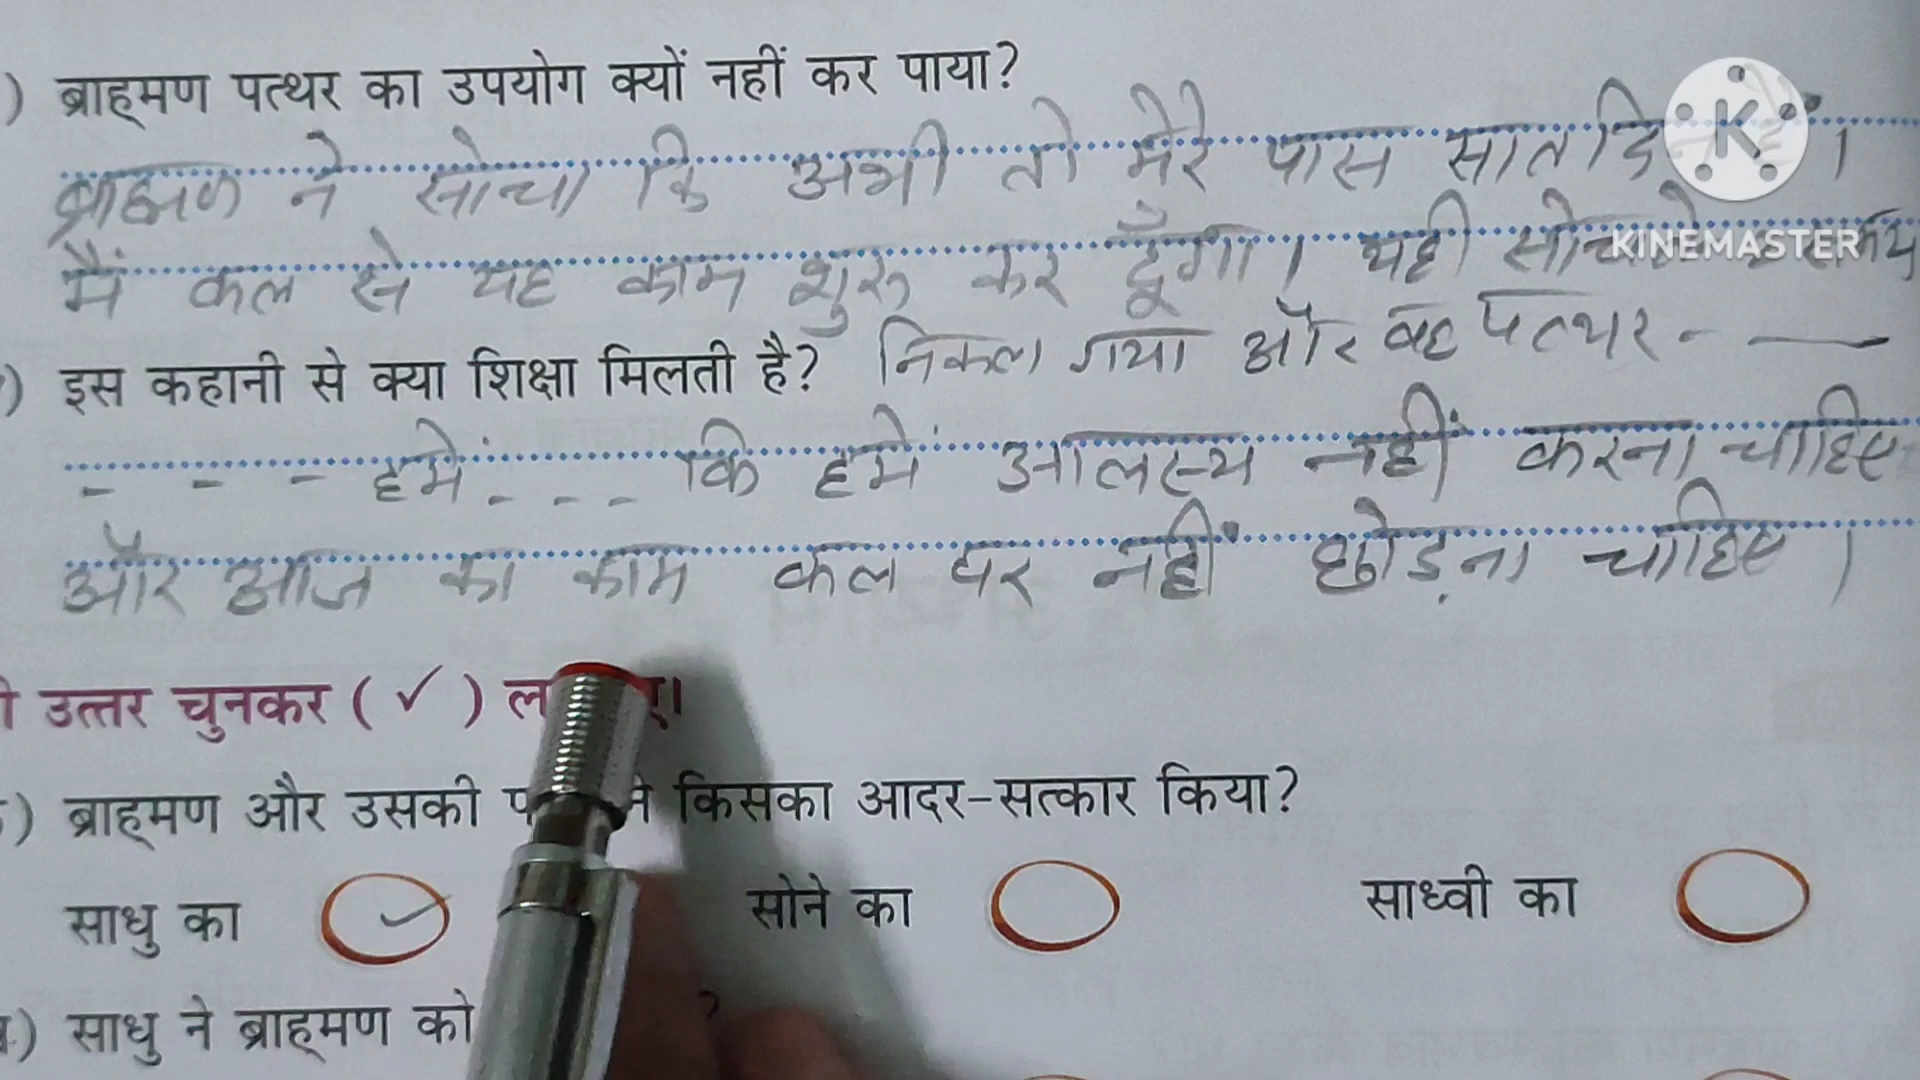 ) ब्राह्मण पत्थर का उपयोग क्यों नहीं कर पाया?
ब्राह्मण ने सोचा कि अभी तो मेरे पास सात
मैं कल से यह काम शुरू कर दूँगा। यही
KINEMASTER
) इस कहानी से क्या शिक्षा मिलती है? निकल गया और वह पत्थर - —
- - - हमें - - - कि हमें आलस्य नहीं करना चाहिए
और आज का काम कल पर नहीं छोड़ना चाहिए।
उत्तर चुनकर ( ✓ )
) ब्राह्मण और उसकी किसका आदर-सत्कार किया?
साधु का ✓ सोने का साध्वी का
) साधु ने ब्राह्मण को ?